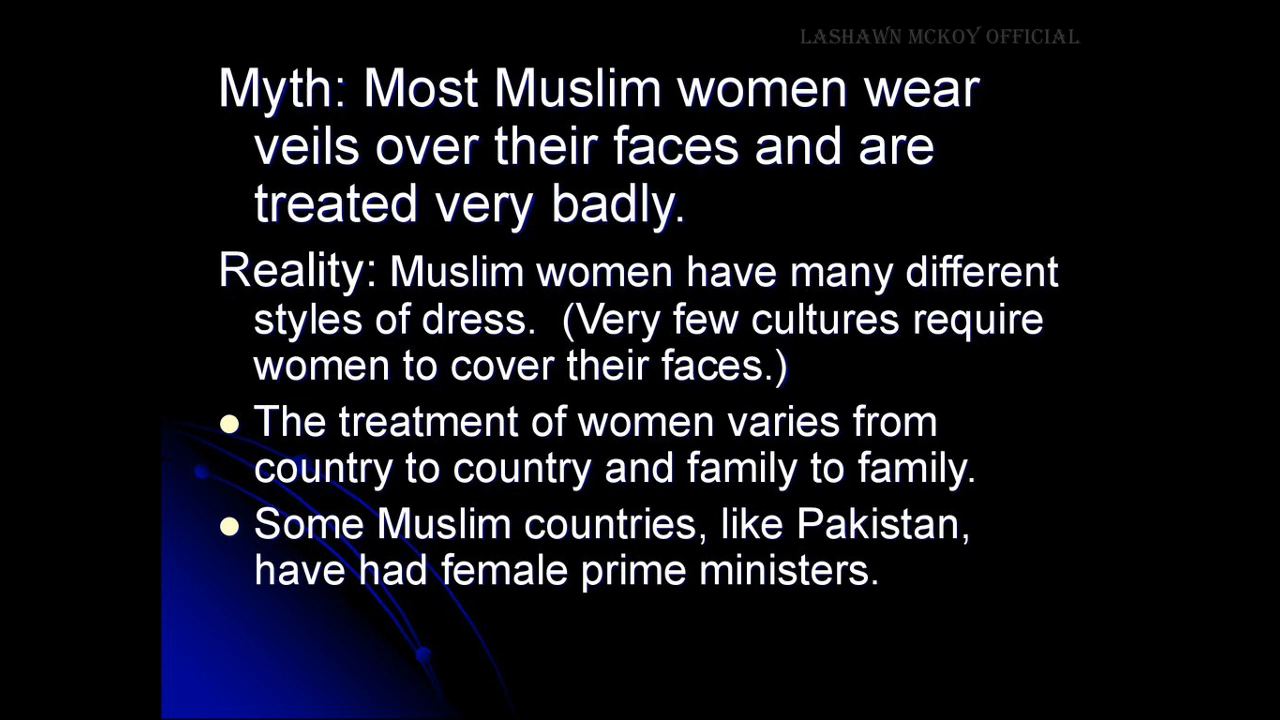 LASHAWN MCKOY OFFICIAL
Myth: Most Muslim women wear
veils over their faces and are
treated very badly.
Reality: Muslim women have many different
styles of dress. (Very few cultures require
women to cover their faces.)
The treatment of women varies from
country to country and family to family.
Some Muslim countries, like Pakistan,
have had female prime ministers.